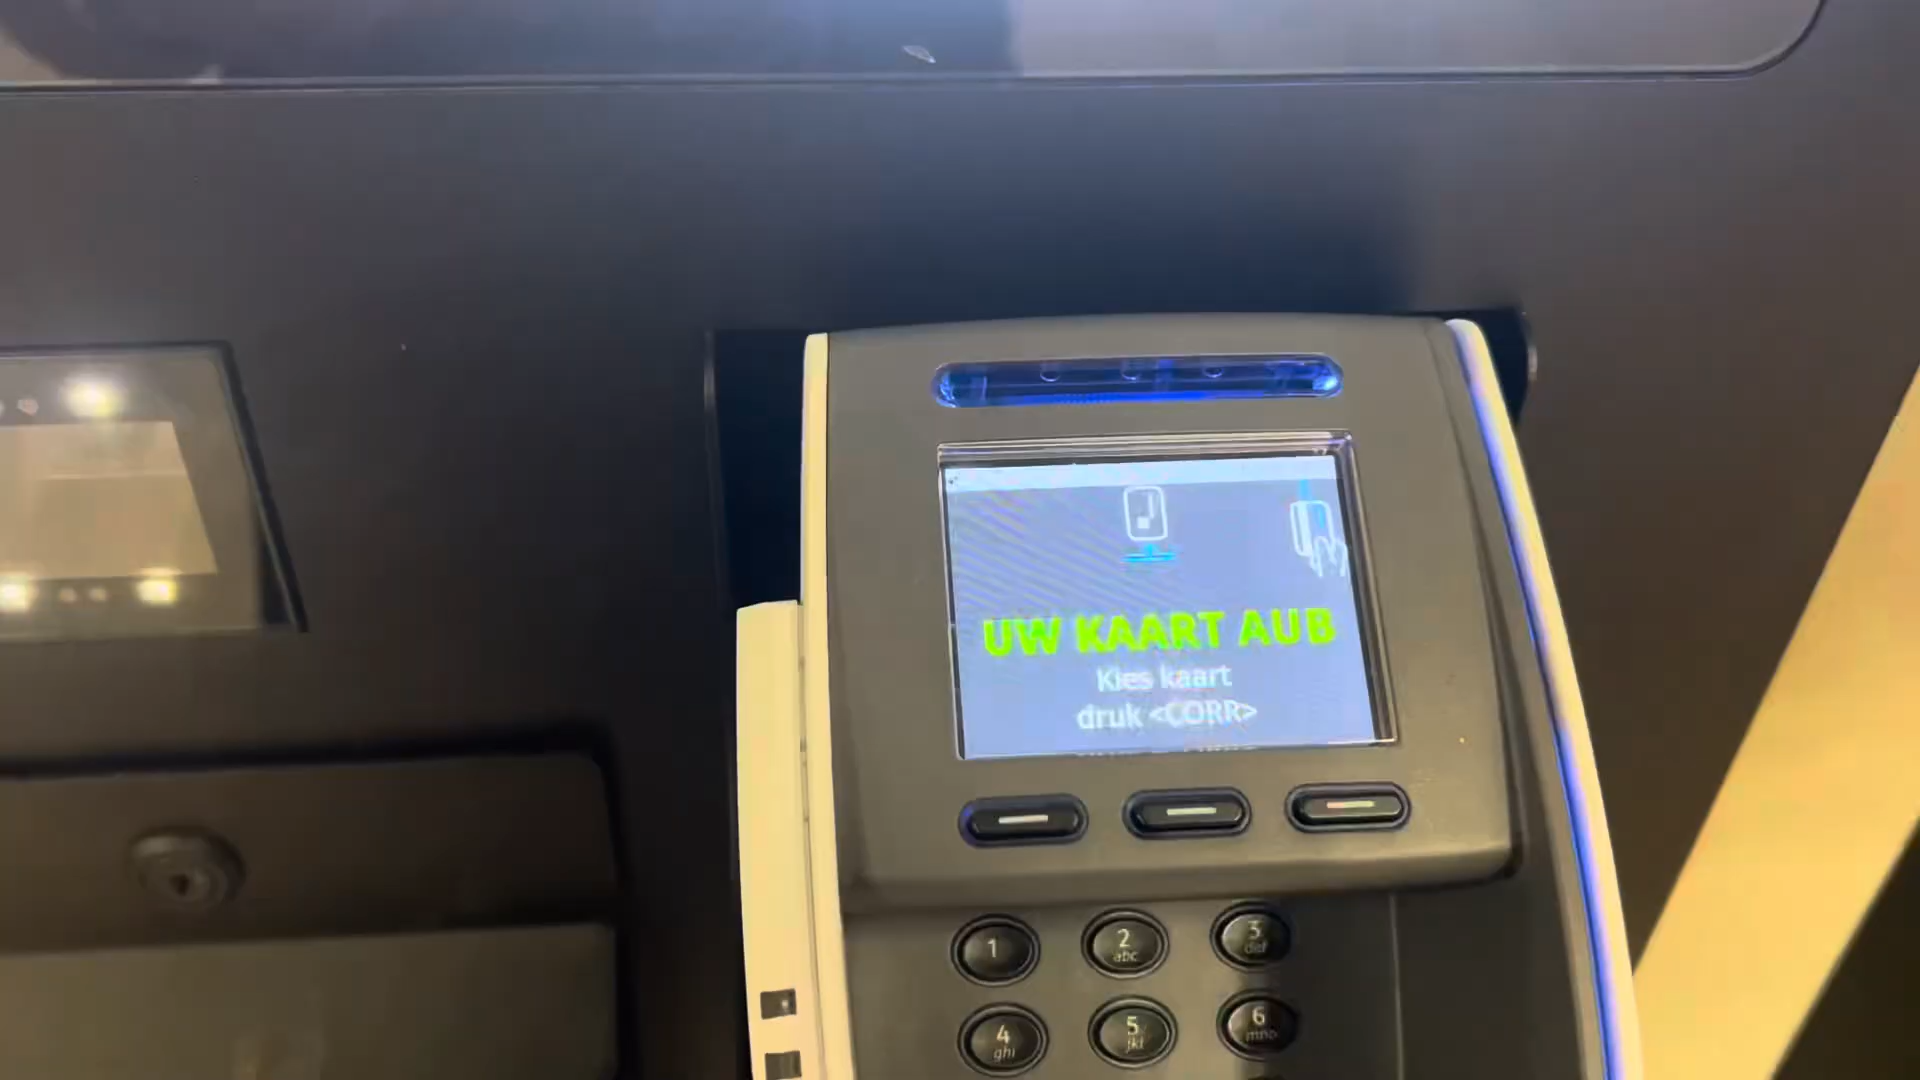 UW KAART AUB
Kies kaart
druk <CORR>
1
2
abc
3
def
4
ghi
5
jkl
6
mno